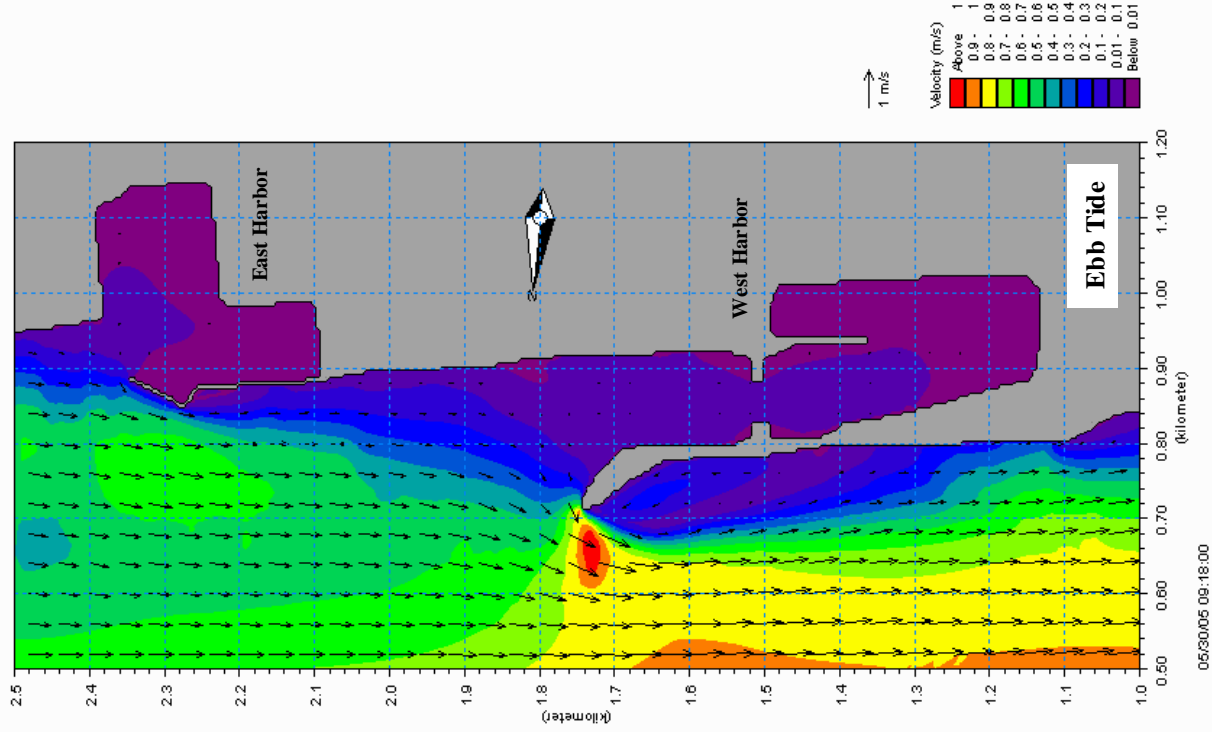 1 m/s
Velocity (m/s)
Above 1
0.9 - 1
0.8 - 0.9
0.7 - 0.8
0.6 - 0.7
0.5 - 0.6
0.4 - 0.5
0.3 - 0.4
0.2 - 0.3
0.1 - 0.2
0.01 - 0.1
Below 0.01
East Harbor
N
West Harbor
Ebb Tide
2.5
2.4
2.3
2.2
2.1
2.0
1.9
1.8
1.7
1.6
1.5
1.4
1.3
1.2
1.1
1.0
(kilometer)
0.50
0.60
0.70
0.80
0.90
1.00
1.10
1.20
(kilometer)
05/30/05 09:18:00